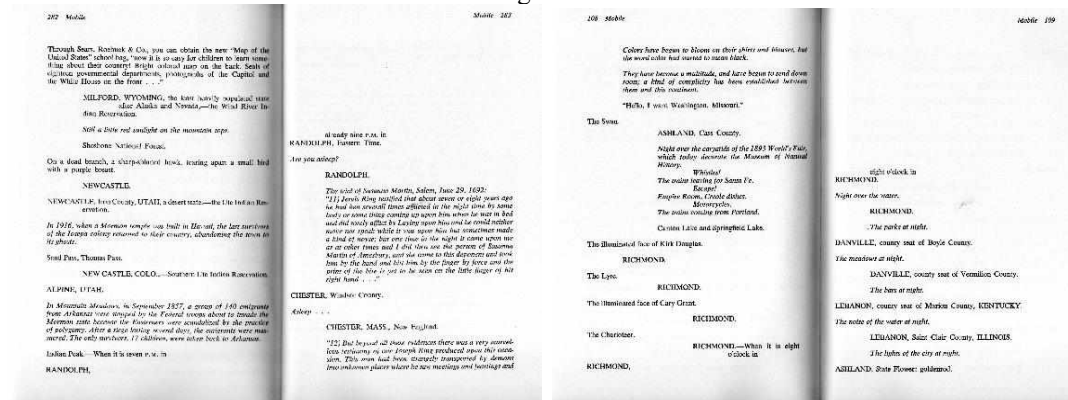 282 Mobile
Through Sears, Roebuck & Co., you can obtain the new "Map of the
United States" school bag, "now it is easy for children to learn some-
thing about their country! Bright colored map on the back. Seals of
eighteen governmental departments, photographs of the Capitol and
the White House on the front . . ."
MILFORD, WYOMING, the least heavily populated state
after Alaska and Nevada,—the Wind River In-
dian Reservation.
Still a little red sunlight on the mountain tops.
Shoshone National Forest.
On a dead branch, a sharp-shinned hawk, tearing apart a small bird
with a purple breast.
NEWCASTLE.
NEWCASTLE, Iron County, UTAH, a desert state,—the Ute Indian Res-
ervation.
In 1916, when a Mormon temple was built in Hawaii, the last survivors
of the Iosepa colony returned to their country, abandoning the town to
its ghosts.
Sand Pass, Thomas Pass.
NEW CASTLE, COLO.,—Southern Ute Indian Reservation.
ALPINE, UTAH.
In Mountain Meadows, in September 1857, a group of 140 emigrants
from Arkansas were stopped by the Federal troops about to invade the
Mormon state because the Easterners were scandalized by the practice
of polygamy. After a siege lasting several days, the emigrants were mas-
sacred. The only survivors, 17 children, were taken back to Arkansas.
Indian Peak.—When it is seven P.M. in
RANDOLPH,
Mobile 283
already nine P.M. in
RANDOLPH, Eastern Time.
Are you asleep?
RANDOLPH.
The trial of Susanna Martin, Salem, June 29, 1692:
"11) Jervis Ring testified that about seven or eight years ago
he had been several times afflicted in the night time by some
body or some thing coming up upon him when he was in bed
and did sorely afflict by Laying upon him and he could neither
move nor speak while it was upon him but sometimes made
a kind of noise; but one time in the night it came upon me
as at other times and I did then see the person of Susanna
Martin of Amesbury, and she came to this deponent and took
him by the hand and bit him by the finger by force and the
print of the bite is yet to be seen on the little finger of his
right hand . . ."
CHESTER, Windsor County.
Asleep . . .
CHESTER, MASS., New England.
"12) But beyond all these evidences there was a very marvel-
lous testimony of one Joseph Ring produced upon this occa-
sion. This man had been strangely transported by demons
into unknown places where he saw meetings and feastings and
108 Mobile
Colors have begun to bloom on their shirts and blouses, but
the word color had started to mean black.
They have become a multitude, and have begun to send down
roots; a kind of complicity has been established between
them and this continent.
"Hello, I want Washington, Missouri."
The Swan.
ASHLAND, Cass County.
Night over the caryatids of the 1893 World's Fair,
which today decorate the Museum of Natural
History.
Whistles!
The trains leaving for Santa Fe.
Escape!
Empire Room, Creole dishes.
Motorcycles.
The trains coming from Portland.
Canton Lake and Springfield Lake.
The illuminated face of Kirk Douglas.
RICHMOND.
The Lyre.
RICHMOND.
The illuminated face of Cary Grant.
RICHMOND.
The Charioteer.
RICHMOND.—When it is eight
o'clock in
RICHMOND,
Mobile 109
eight o'clock in
RICHMOND.
Night over the water.
RICHMOND.
The parks at night.
DANVILLE, county seat of Boyle County.
The meadows at night.
DANVILLE, county seat of Vermilion County.
The bars at night.
LEBANON, county seat of Marion County, KENTUCKY.
The noise of the water at night.
LEBANON, Saint Clair County, ILLINOIS.
The lights of the city at night.
ASHLAND. State Flower: goldenrod.